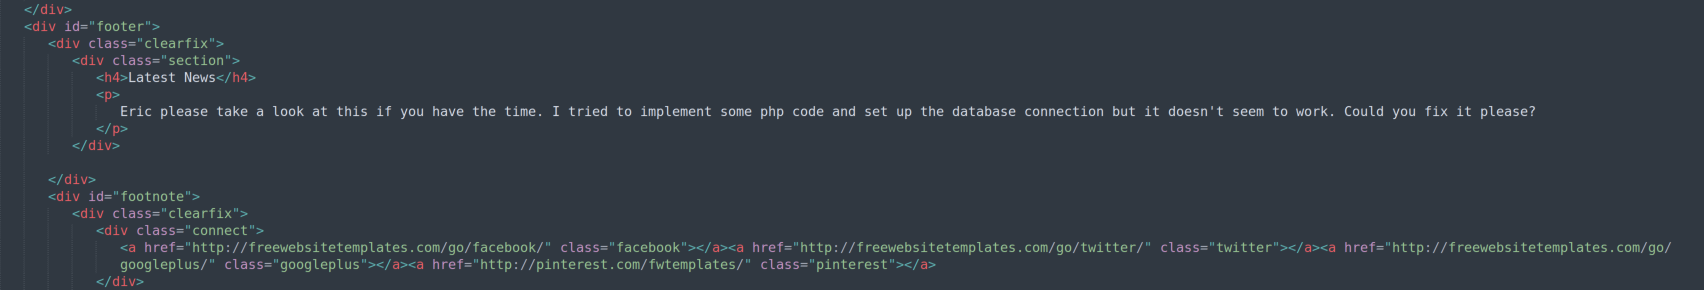 </div>
<div id="footer">
<div class="clearfix">
<div class="section">
<h4>Latest News</h4>
<p>
Eric please take a look at this if you have the time. I tried to implement some php code and set up the database connection but it doesn't seem to work. Could you fix it please?
</p>
</div>
</div>
<div id="footnote">
<div class="clearfix">
<div class="connect">
<a href="http://freewebsitetemplates.com/go/facebook/" class="facebook"></a><a href="http://freewebsitetemplates.com/go/twitter/" class="twitter"></a><a href="http://freewebsitetemplates.com/go/
googleplus/" class="googleplus"></a><a href="http://pinterest.com/fwtemplates/" class="pinterest"></a>
</div>